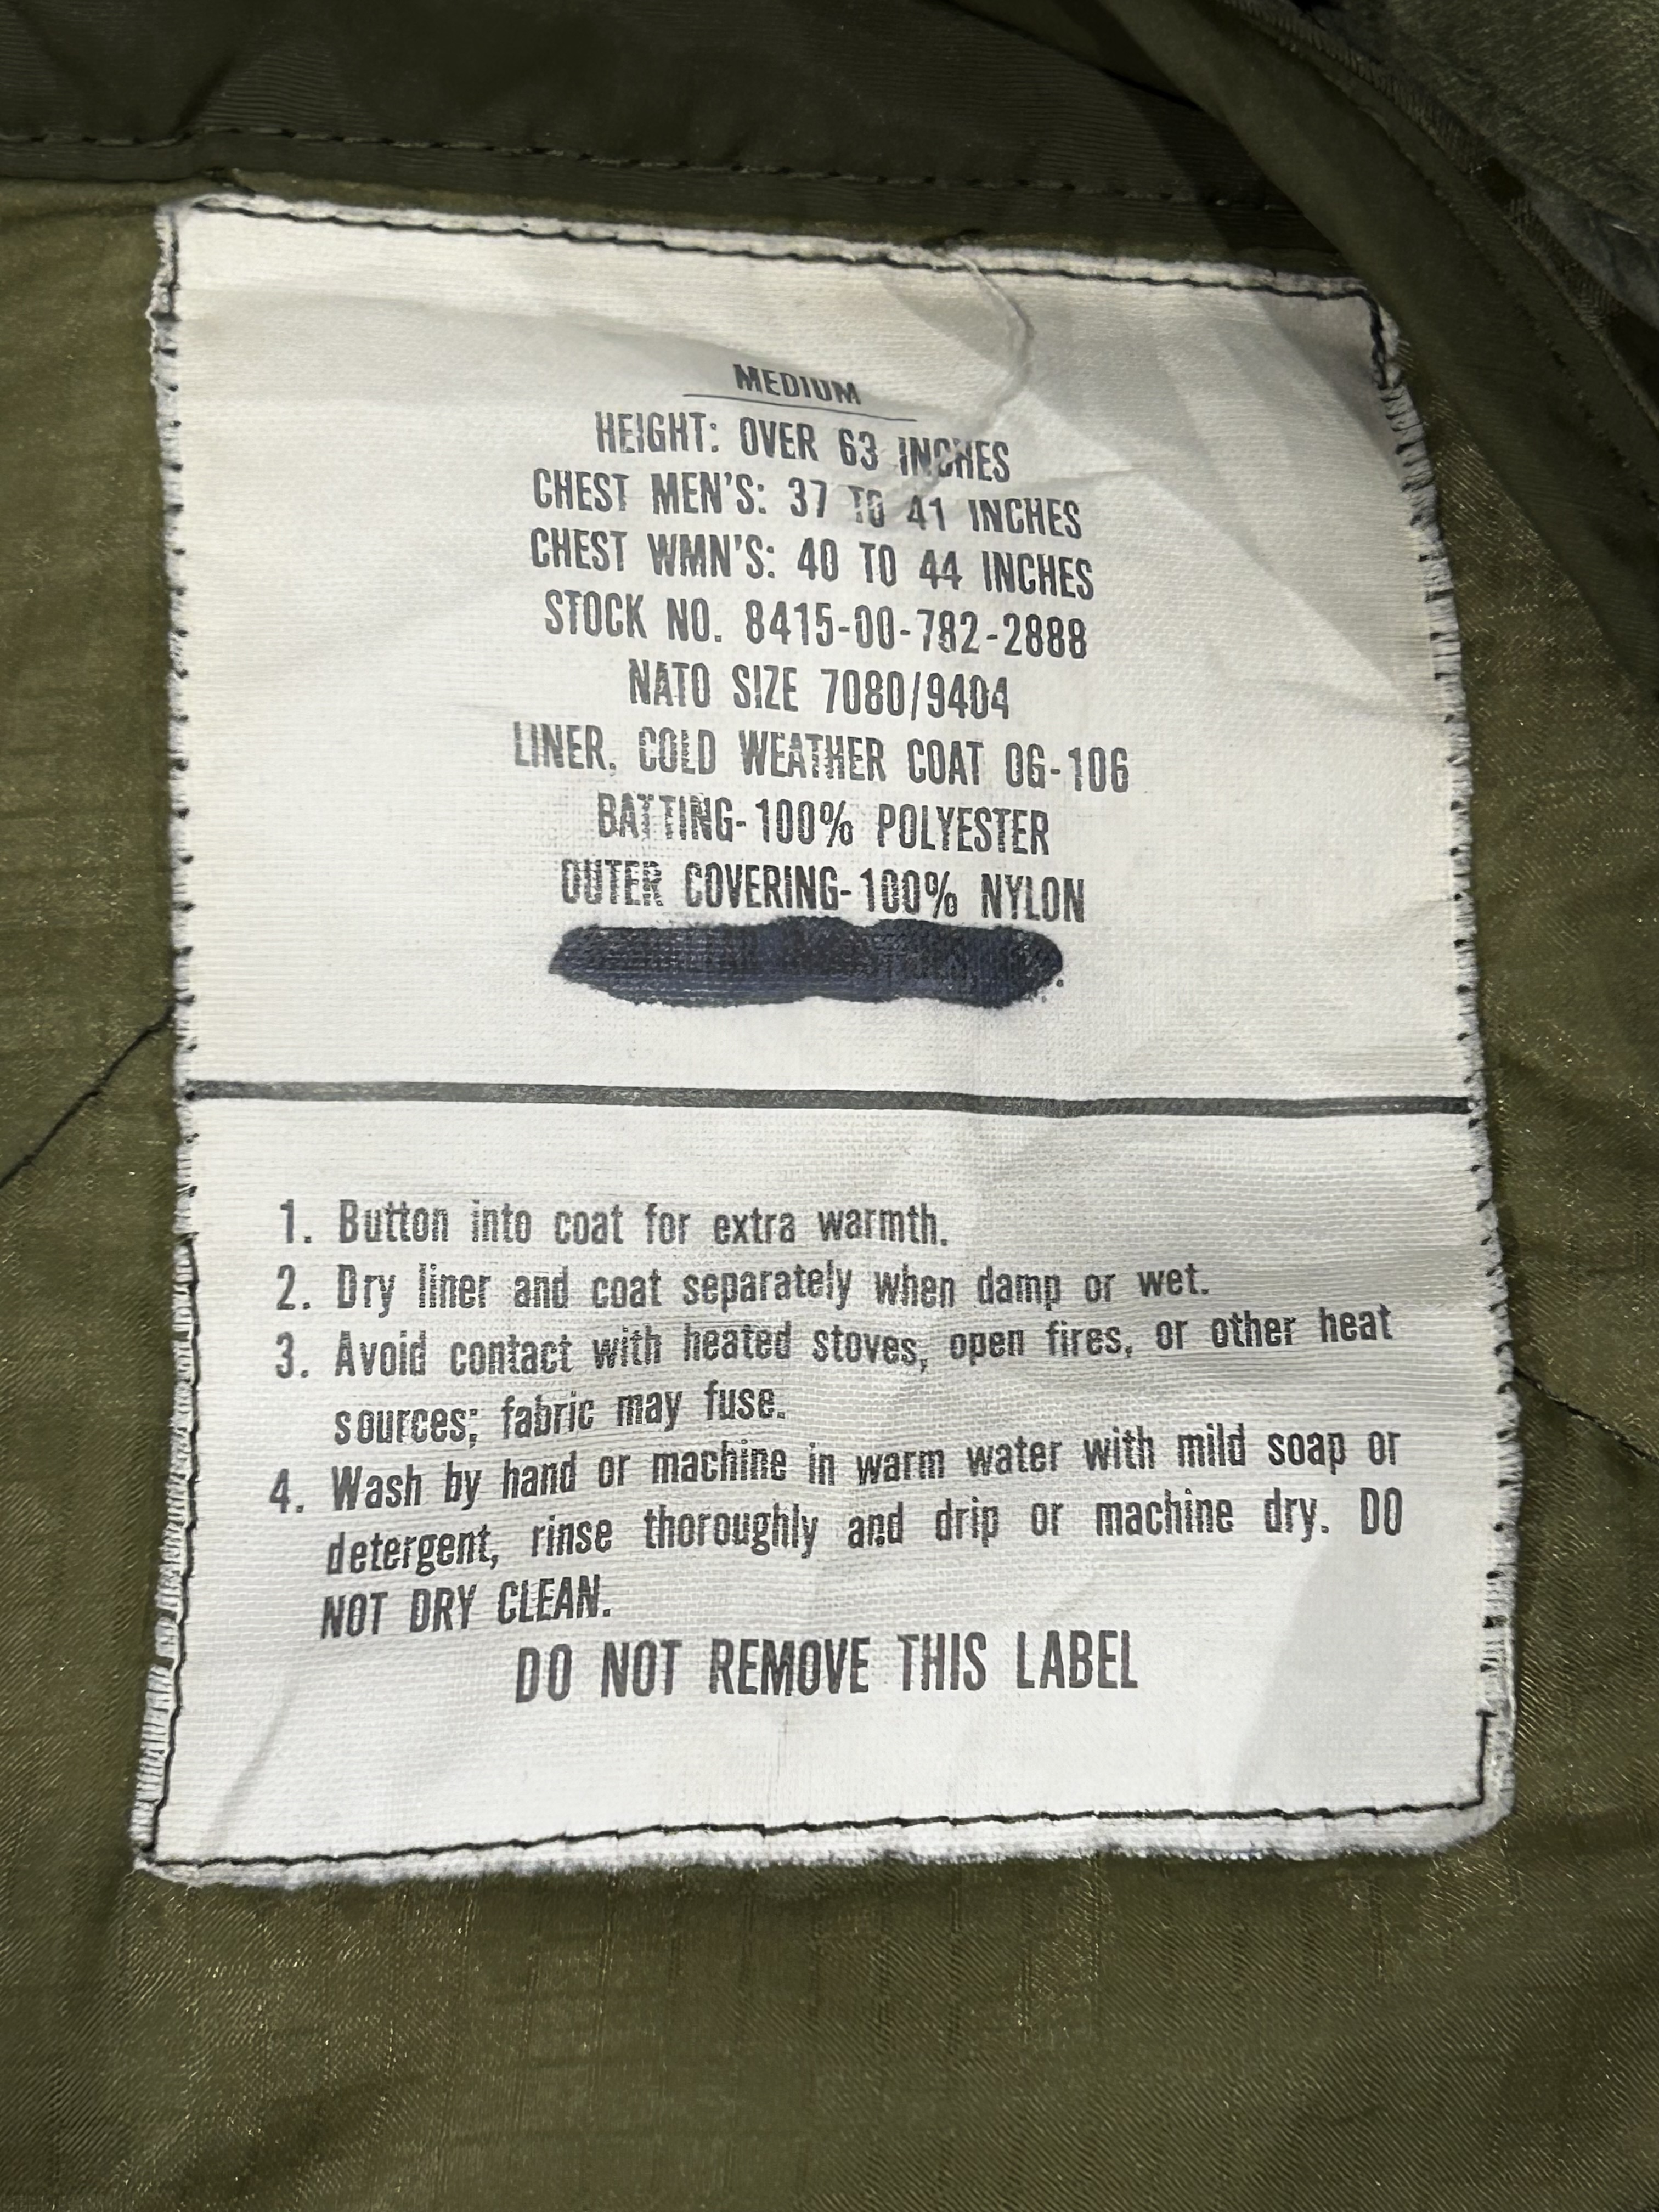 MEDIUM
HEIGHT: OVER 63 INCHES
CHEST MEN'S: 37 TO 41 INCHES
CHEST WMN'S: 40 TO 44 INCHES
STOCK NO. 8415-00-782-2888
NATO SIZE 7080/9404
LINER, COLD WEATHER COAT OG-106
BATTING-100% POLYESTER
OUTER COVERING-100% NYLON
1. Button into coat for extra warmth.
2. Dry liner and coat separately when damp or wet.
3. Avoid contact with heated stoves, open fires, or other heat
sources; fabric may fuse.
4. Wash by hand or machine in warm water with mild soap or
detergent, rinse thoroughly and drip or machine dry. DO
NOT DRY CLEAN.
DO NOT REMOVE THIS LABEL